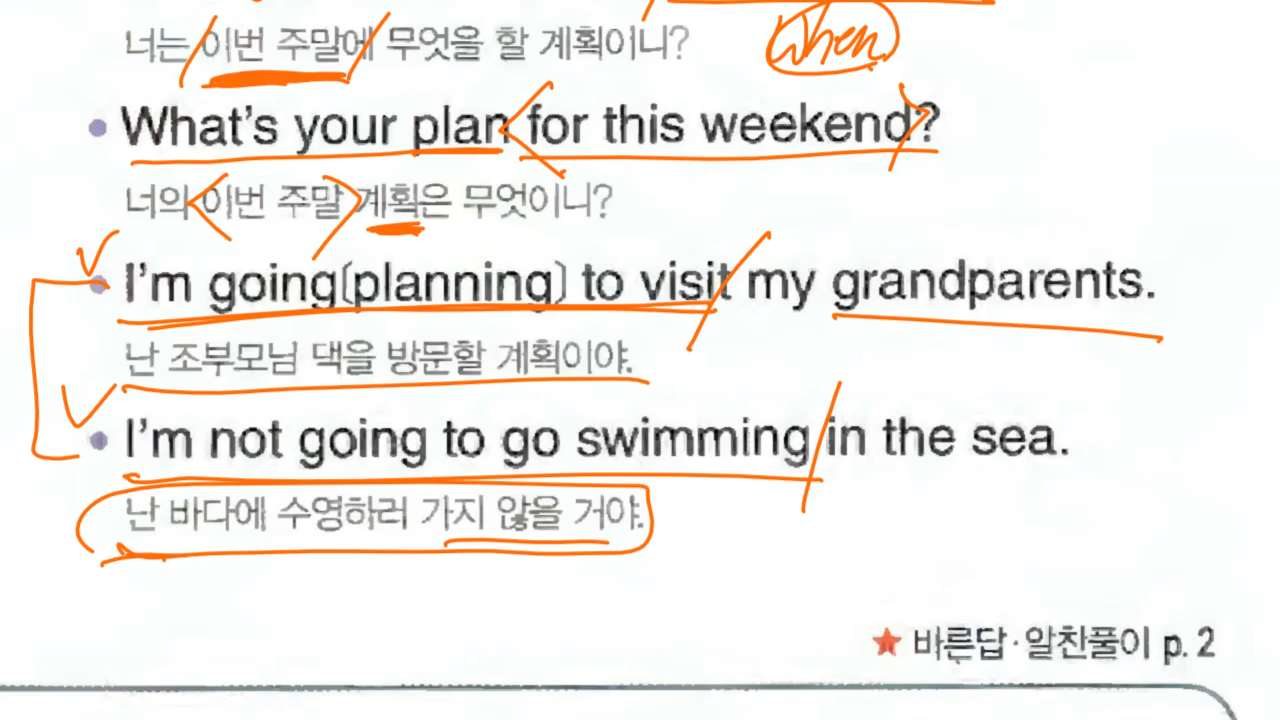 너는 이번 주말에 무엇을 할 계획이니? When
• What's your plan for this weekend?
너의 이번 주말 계획은 무엇이니?
• I'm going(planning) to visit my grandparents.
난 조부모님 댁을 방문할 계획이야.
• I'm not going to go swimming in the sea.
난 바다에 수영하러 가지 않을 거야.
★ 바른답·알찬풀이 p. 2